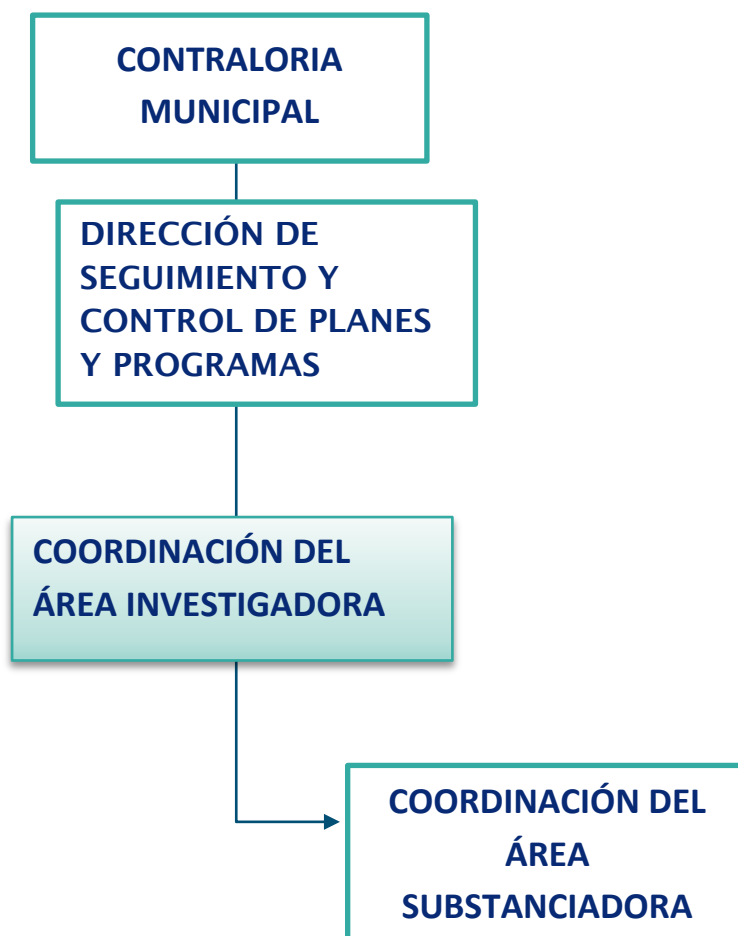 CONTRALORIA
MUNICIPAL
DIRECCIÓN DE
SEGUIMIENTO Y
CONTROL DE PLANES
Y PROGRAMAS
COORDINACIÓN DEL
ÁREA INVESTIGADORA
COORDINACIÓN DEL
ÁREA
SUBSTANCIADORA